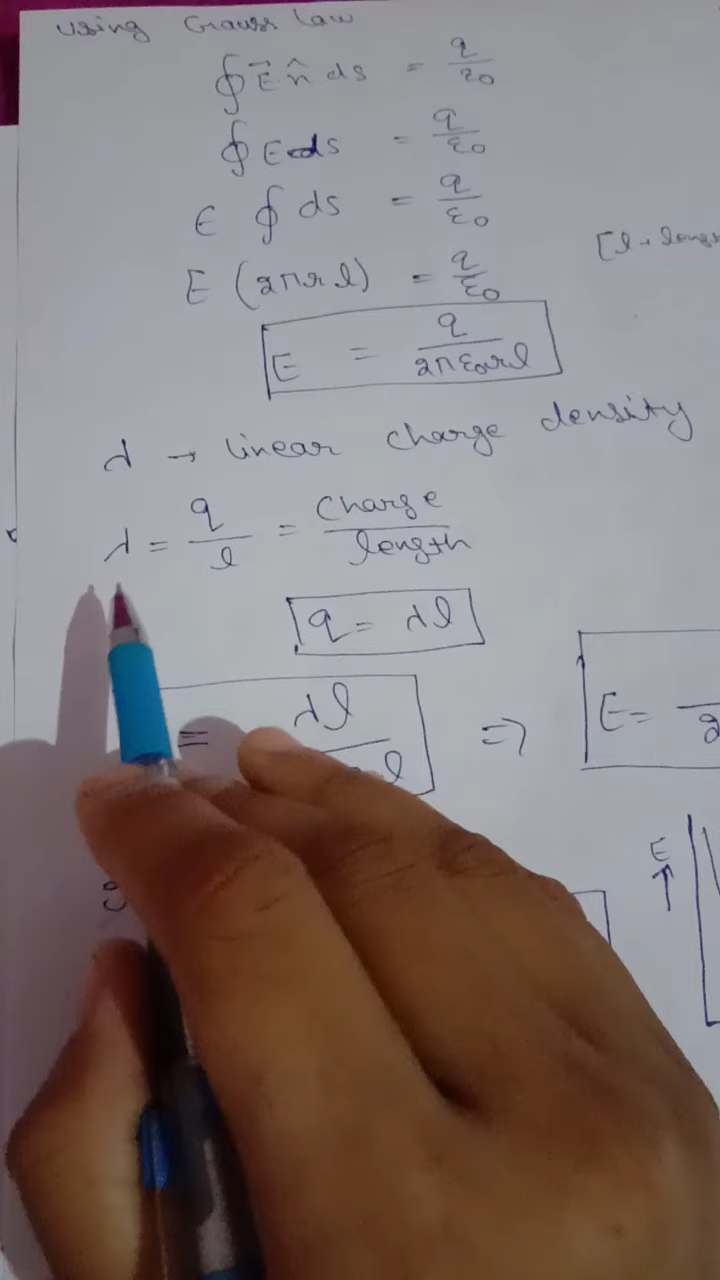 using Gauss Law
∮ E⃗ n̂ ds = q/ε0
∮ E ds = q/ε0
E ∮ ds = q/ε0
[l → length
E (2πrl) = q/ε0
E = q/2πε0rl
λ → linear charge density
λ = q/l = charge/length
q = λl
= λl/ l ⇒ E = /2
E